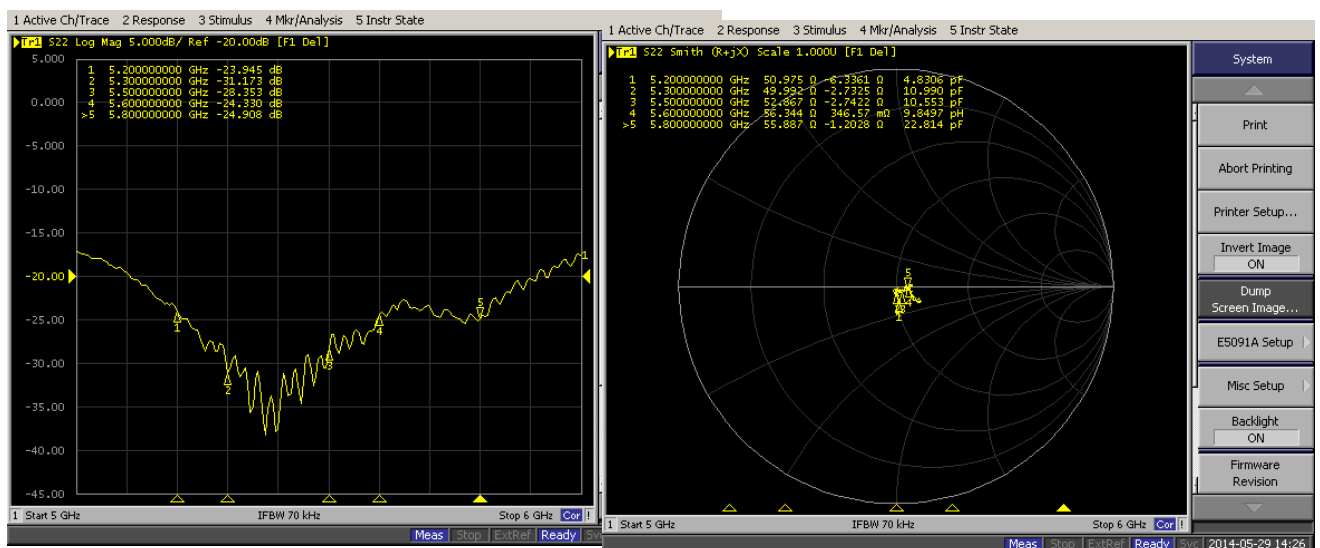 1 Active Ch/Trace 2 Response 3 Stimulus 4 Mkr/Analysis 5 Instr State
Tr1 S22 Log Mag 5.000dB/ Ref -20.00dB [F1 Del]
5.000
0.000
-5.000
-10.00
-15.00
-20.00
-25.00
-30.00
-35.00
-40.00
-45.00
1 5.200000000 GHz -23.945 dB
2 5.300000000 GHz -31.173 dB
3 5.500000000 GHz -28.353 dB
4 5.600000000 GHz -24.330 dB
>5 5.800000000 GHz -24.908 dB
1
2
3
4
5
1
1 Start 5 GHz IFBW 70 kHz Stop 6 GHz Cor !
Meas Stop ExtRef Ready Svc
1 Active Ch/Trace 2 Response 3 Stimulus 4 Mkr/Analysis 5 Instr State
Tr1 S22 Smith (R+jX) Scale 1.000U [F1 Del]
1 5.200000000 GHz 50.975 Ω -6.3361 Ω 4.8306 pF
2 5.300000000 GHz 49.992 Ω -2.7325 Ω 10.990 pF
3 5.500000000 GHz 52.867 Ω -2.7422 Ω 10.553 pF
4 5.600000000 GHz 56.344 Ω 346.57 mΩ 9.8497 pH
>5 5.800000000 GHz 55.887 Ω -1.2028 Ω 22.814 pF
5
1
1 Start 5 GHz IFBW 70 kHz Stop 6 GHz Cor !
Meas Stop ExtRef Ready Svc 2014-05-29 14:26
System
Print
Abort Printing
Printer Setup...
Invert Image
ON
Dump
Screen Image...
E5091A Setup
Misc Setup
Backlight
ON
Firmware
Revision